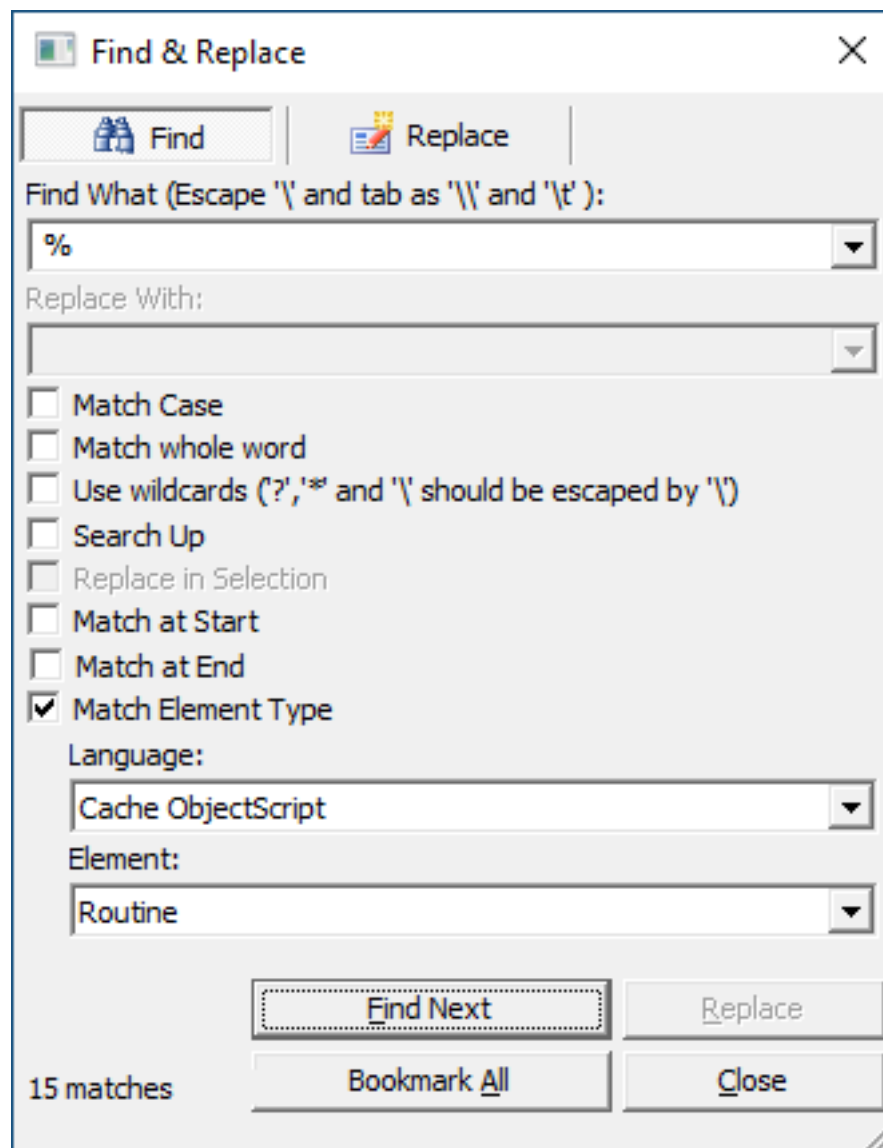 Find & Replace
Find Replace
Find What (Escape '\' and tab as '\\' and '\t' ):
%
Replace With:
Match Case
Match whole word
Use wildcards ('?','*' and '\' should be escaped by '\')
Search Up
Replace in Selection
Match at Start
Match at End
Match Element Type
Language:
Cache ObjectScript
Element:
Routine
Find Next Replace
15 matches Bookmark All Close